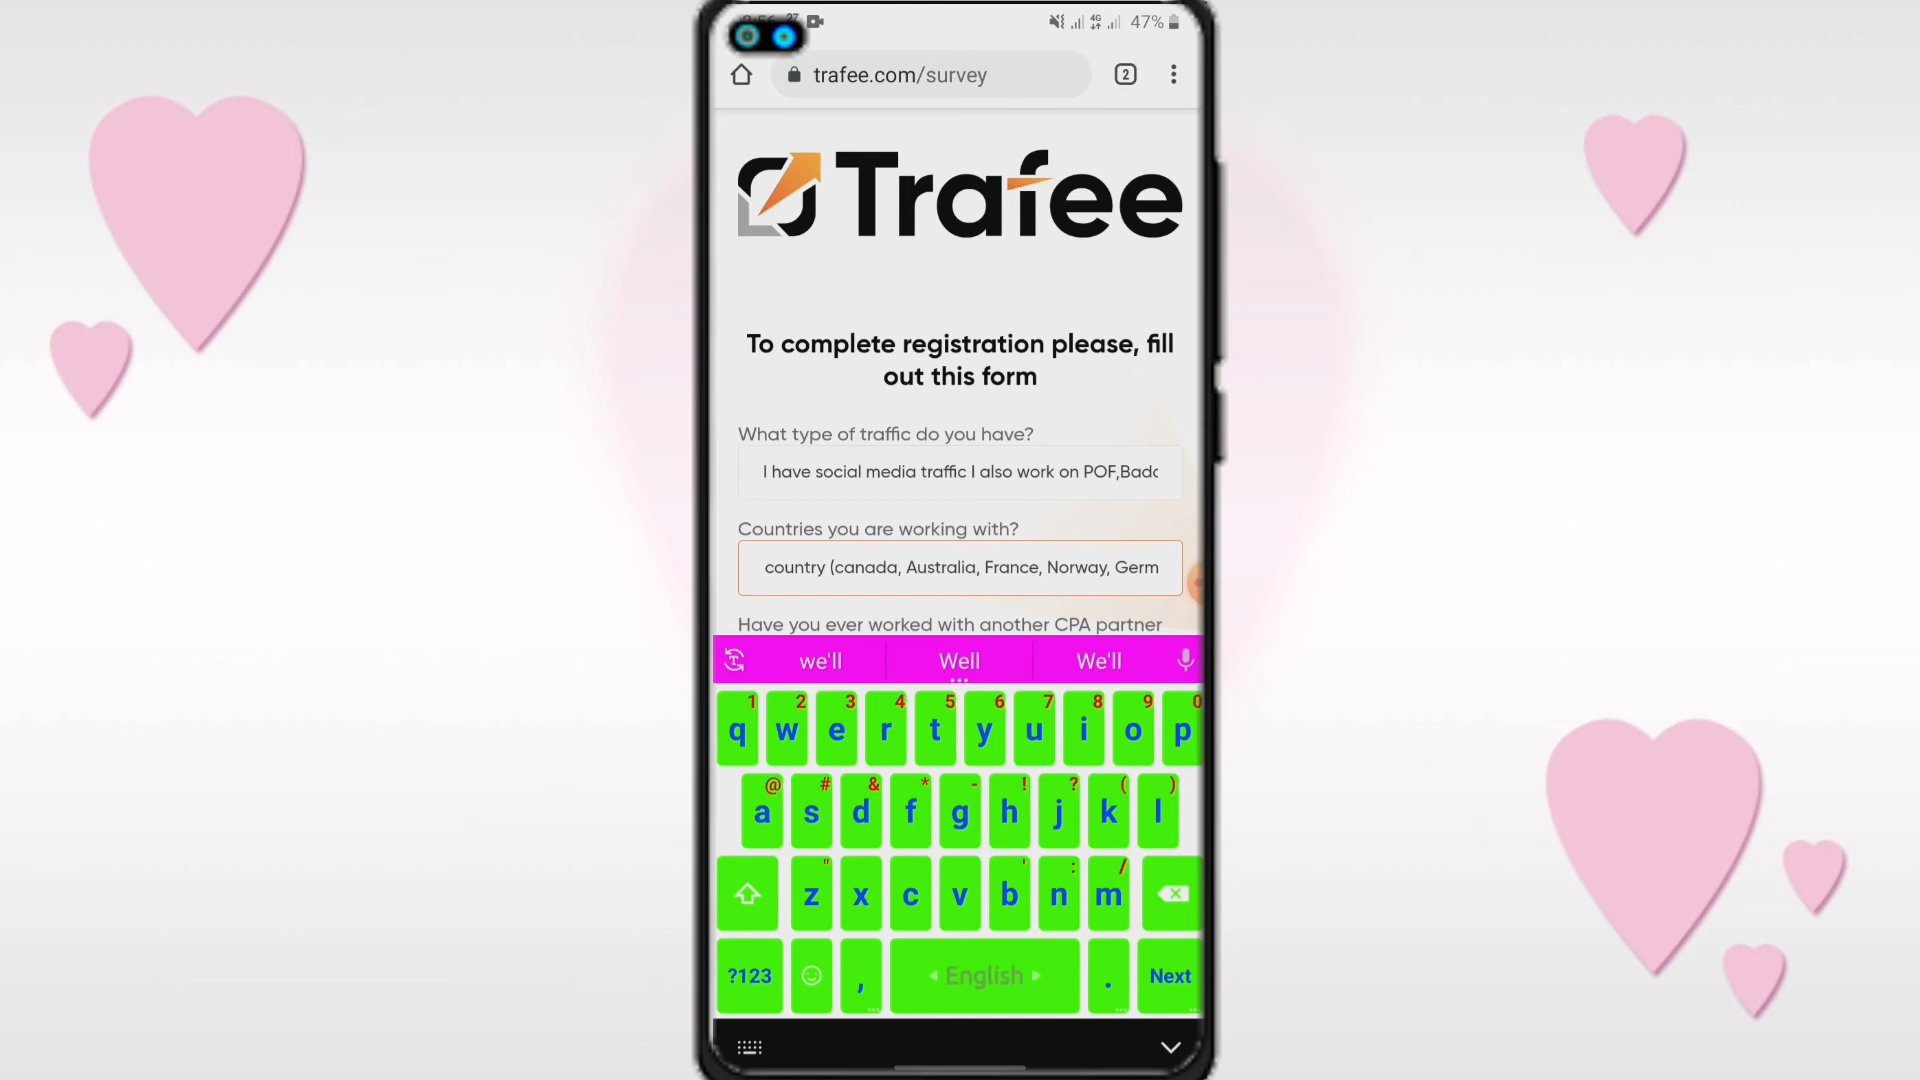 47%
trafee.com/survey
2
Trafee
To complete registration please, fill
out this form
What type of traffic do you have?
I have social media traffic I also work on POF,Bado
Countries you are working with?
country (canada, Australia, France, Norway, Germ
Have you ever worked with another CPA partner
we'll Well We'll
1 2 3 4 5 6 7 8 9 0
q w e r t y u i o p
@ # & * - ! ? ( )
a s d f g h j k l
" ' : /
z x c v b n m
?123 , English . Next